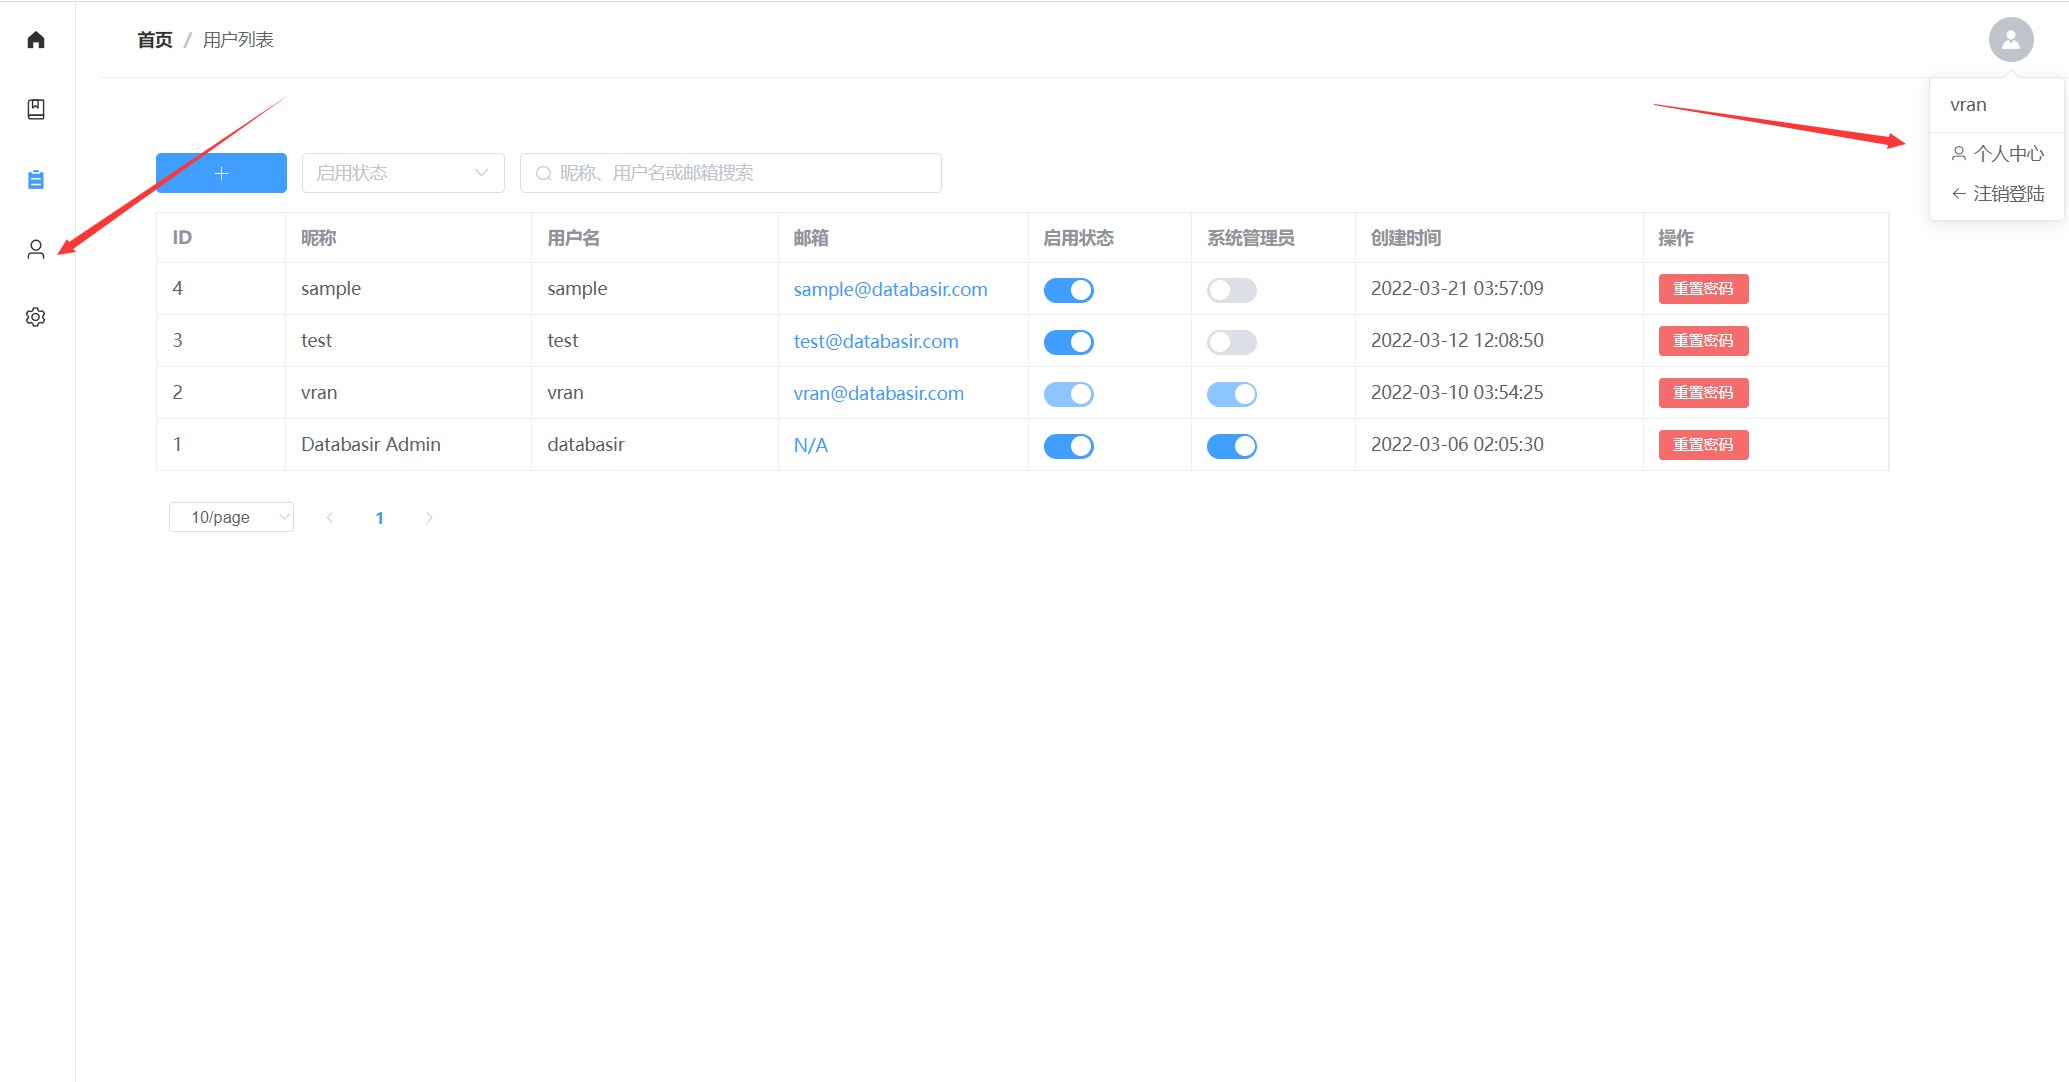 首页 / 用户列表
vran
个人中心
注销登陆
启用状态 昵称、用户名或邮箱搜索
ID 昵称 用户名 邮箱 启用状态 系统管理员 创建时间 操作
4 sample sample sample@databasir.com 2022-03-21 03:57:09 重置密码
3 test test test@databasir.com 2022-03-12 12:08:50 重置密码
2 vran vran vran@databasir.com 2022-03-10 03:54:25 重置密码
1 Databasir Admin databasir N/A 2022-03-06 02:05:30 重置密码
10/page 1